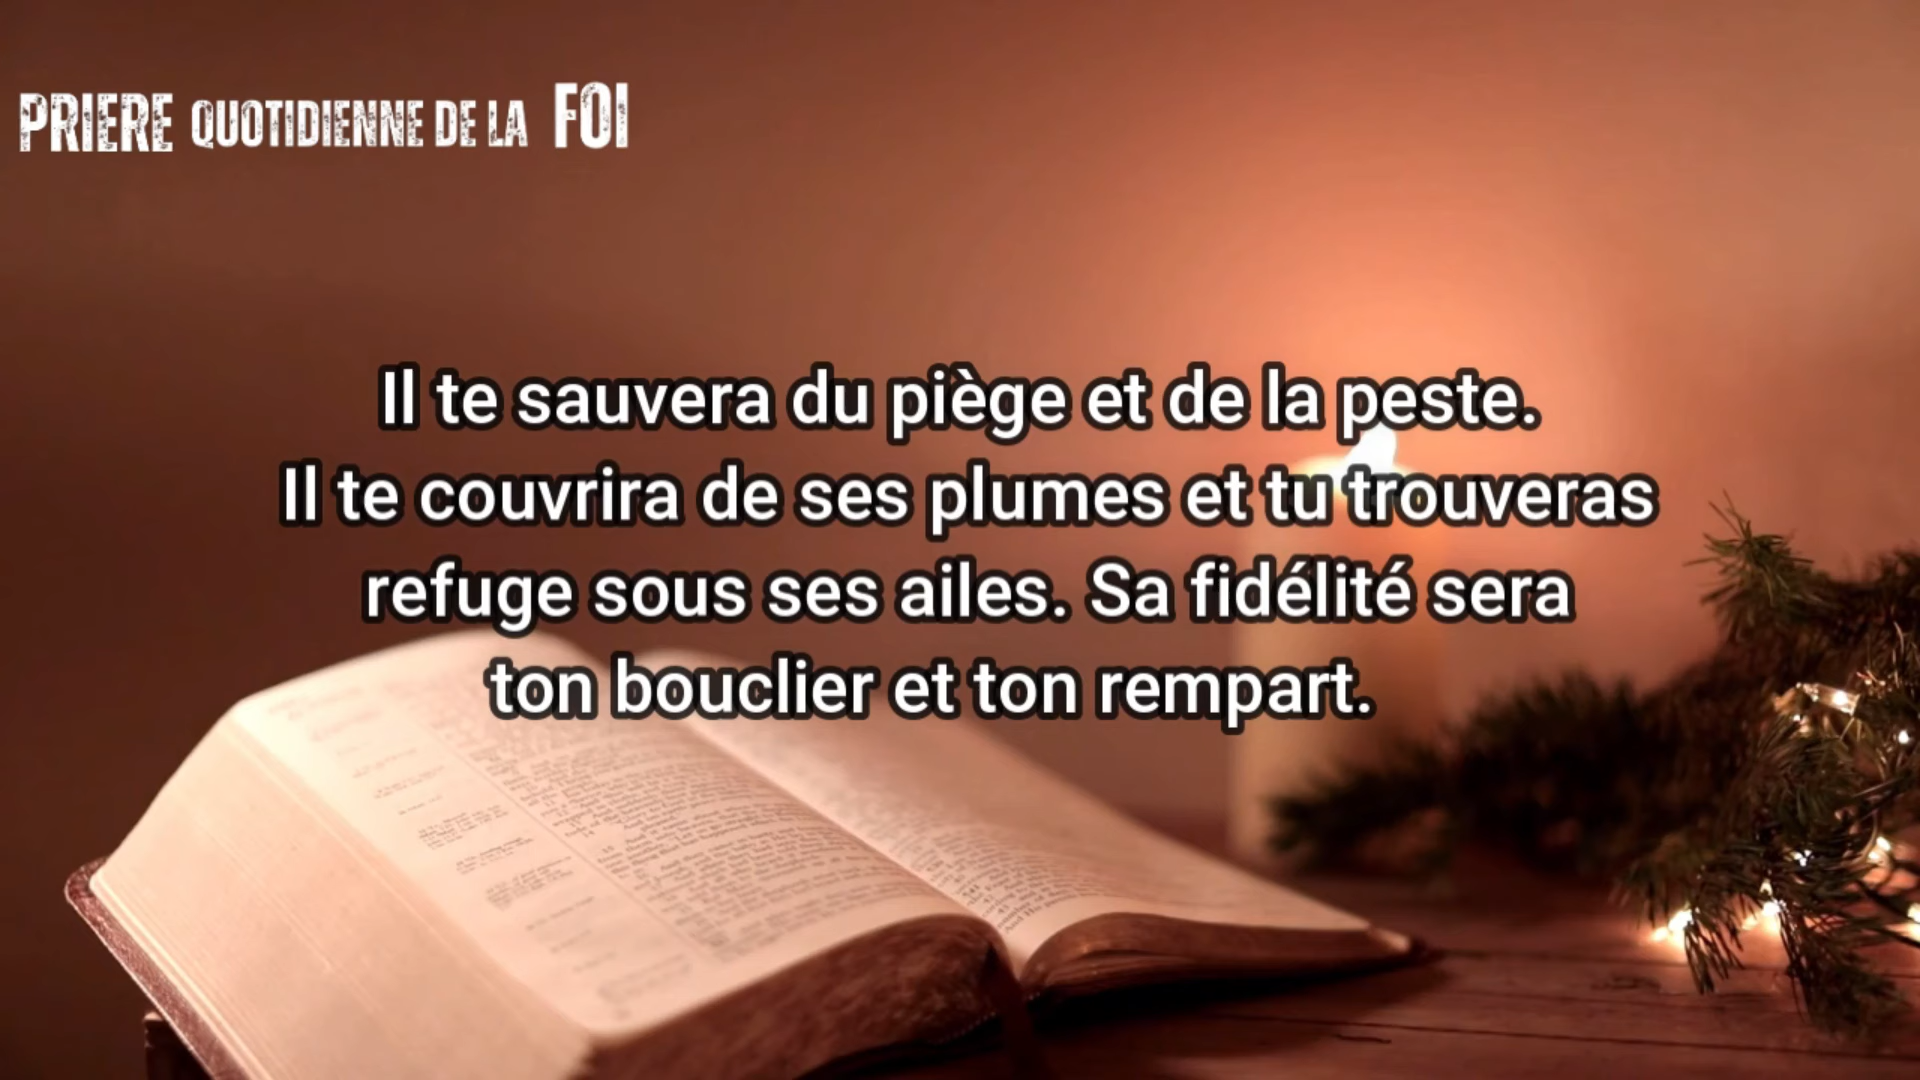 PRIERE QUOTIDIENNE DE LA FOI
Il te sauvera du piège et de la peste.
Il te couvrira de ses plumes et tu trouveras
refuge sous ses ailes. Sa fidélité sera
ton bouclier et ton rempart.